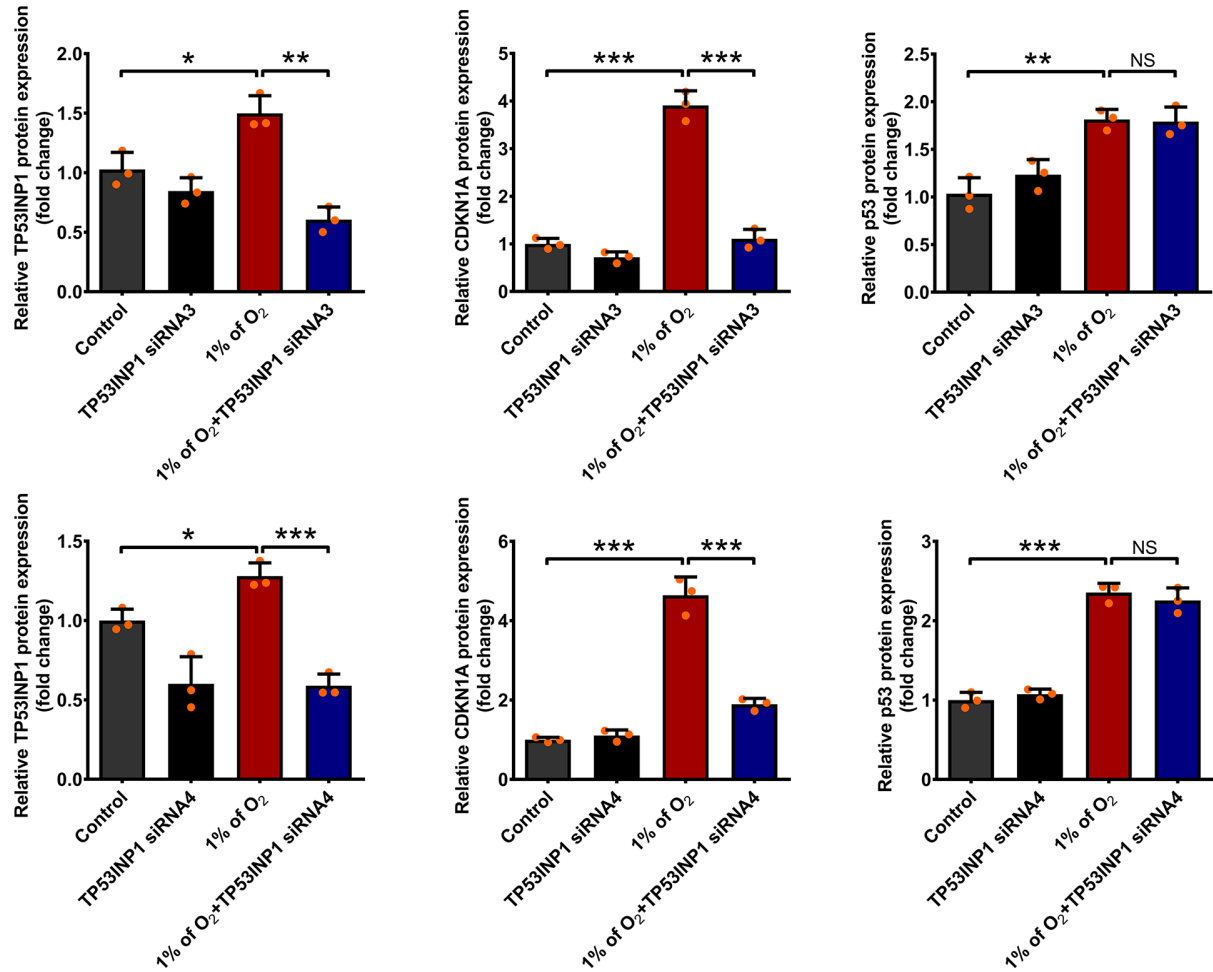 Relative TP53INP1 protein expression
(fold change)
2.0
1.5
1.0
0.5
0.0
*
**
Control
TP53INP1 siRNA3
1% of O₂
1% of O₂+TP53INP1 siRNA3
Relative CDKN1A protein expression
(fold change)
5
4
3
2
1
0
***
***
Control
TP53INP1 siRNA3
1% of O₂
1% of O₂+TP53INP1 siRNA3
Relative p53 protein expression
(fold change)
2.5
2.0
1.5
1.0
0.5
0.0
**
NS
Control
TP53INP1 siRNA3
1% of O₂
1% of O₂+TP53INP1 siRNA3
Relative TP53INP1 protein expression
(fold change)
1.5
1.0
0.5
0.0
*
***
Control
TP53INP1 siRNA4
1% of O₂
1% of O₂+TP53INP1 siRNA4
Relative CDKN1A protein expression
(fold change)
6
4
2
0
***
***
Control
TP53INP1 siRNA4
1% of O₂
1% of O₂+TP53INP1 siRNA4
Relative p53 protein expression
(fold change)
3
2
1
0
***
NS
Control
TP53INP1 siRNA4
1% of O₂
1% of O₂+TP53INP1 siRNA4